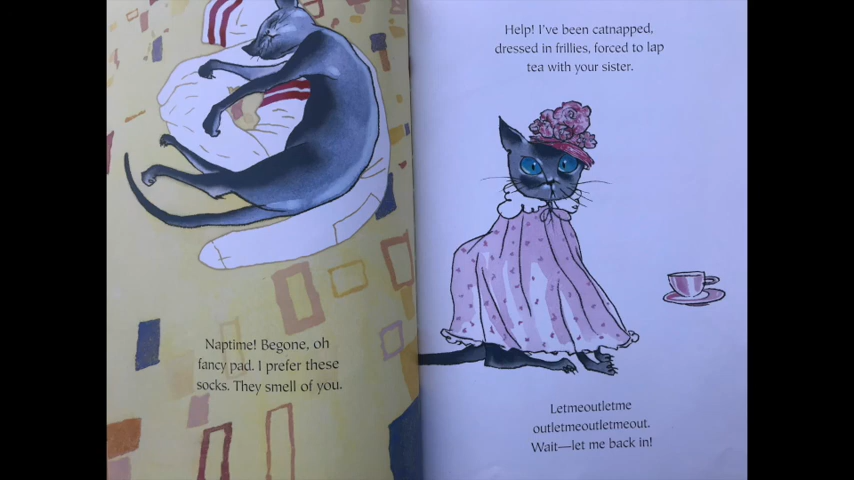 Naptime! Begone, oh
fancy pad. I prefer these
socks. They smell of you.
Help! I've been catnapped,
dressed in frillies, forced to lap
tea with your sister.
Letmeoutletme
outletmeoutletmeout.
Wait—let me back in!